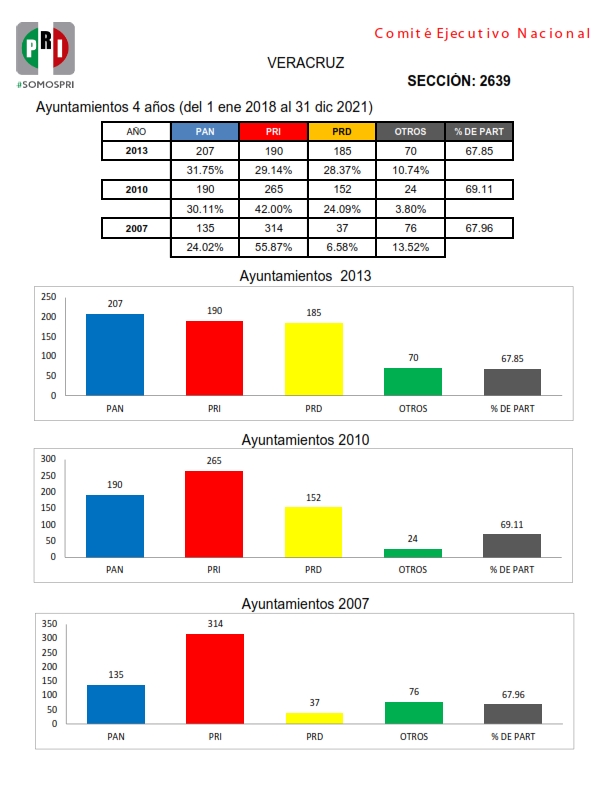 Comité Ejecutivo Nacional
PRI
#SOMOSPRI
VERACRUZ
SECCIÓN: 2639
Ayuntamientos 4 años (del 1 ene 2018 al 31 dic 2021)
AÑO PAN PRI PRD OTROS % DE PART
2013 207 190 185 70 67.85
31.75% 29.14% 28.37% 10.74%
2010 190 265 152 24 69.11
30.11% 42.00% 24.09% 3.80%
2007 135 314 37 76 67.96
24.02% 55.87% 6.58% 13.52%
Ayuntamientos 2013
250
200
150
100
50
0
207 190 185 70 67.85
PAN PRI PRD OTROS % DE PART
Ayuntamientos 2010
300
250
200
150
100
50
0
190 265 152 24 69.11
PAN PRI PRD OTROS % DE PART
Ayuntamientos 2007
350
300
250
200
150
100
50
0
135 314 37 76 67.96
PAN PRI PRD OTROS % DE PART